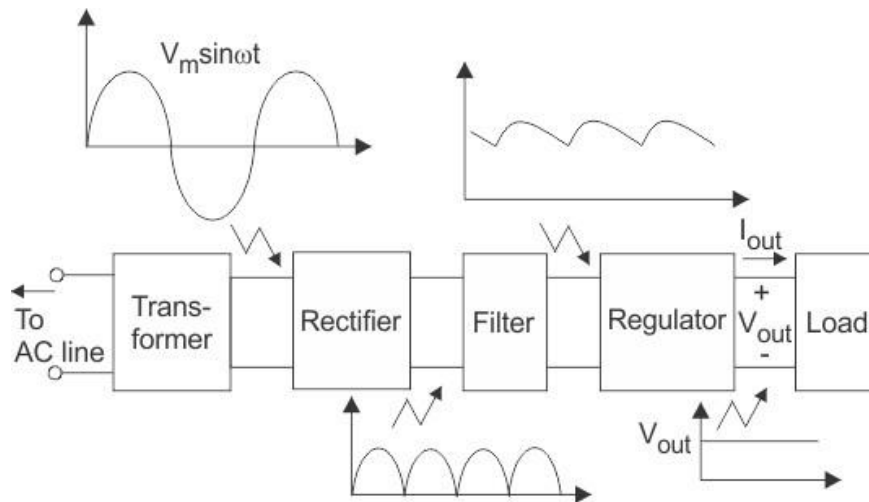 Vmsinωt
Iout
To
AC line
Trans-
former
Rectifier
Filter
Regulator
+
Vout
-
Load
Vout